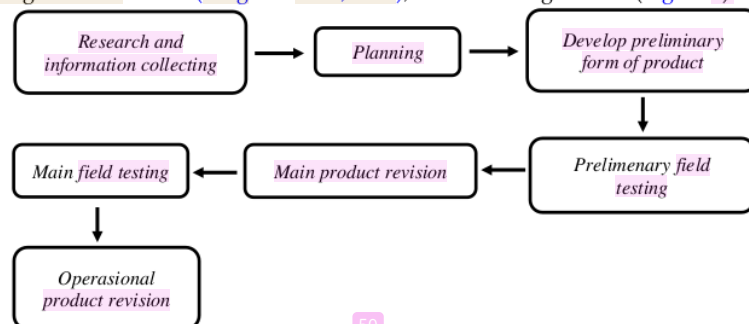 Research and
information collecting
Planning
Develop preliminary
form of product
Prelimenary field
testing
Main product revision
Main field testing
Operasional
product revision
59